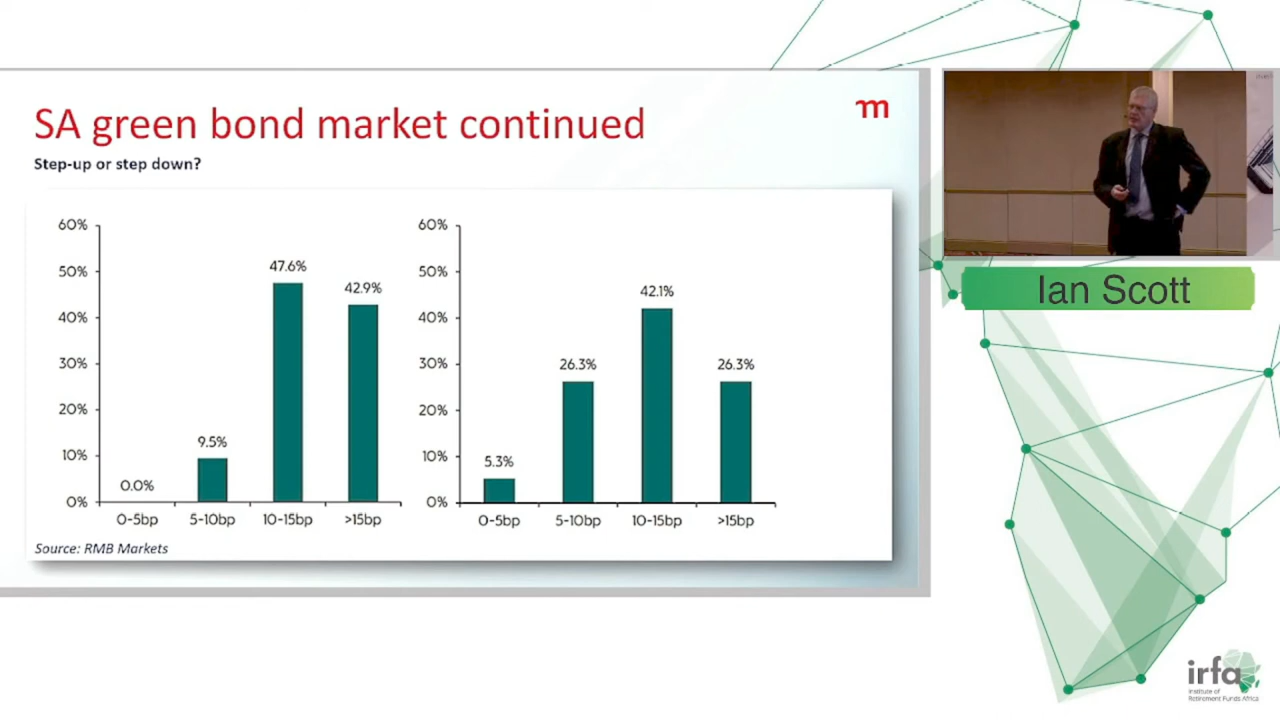 SA green bond market continued
m
Step-up or step down?
60%
50%
40%
30%
20%
10%
0%
0.0%
9.5%
47.6%
42.9%
0-5bp
5-10bp
10-15bp
>15bp
60%
50%
40%
30%
20%
10%
0%
5.3%
26.3%
42.1%
26.3%
0-5bp
5-10bp
10-15bp
>15bp
Source: RMB Markets
Ian Scott
irfa
Institute of
Retirement Funds Africa